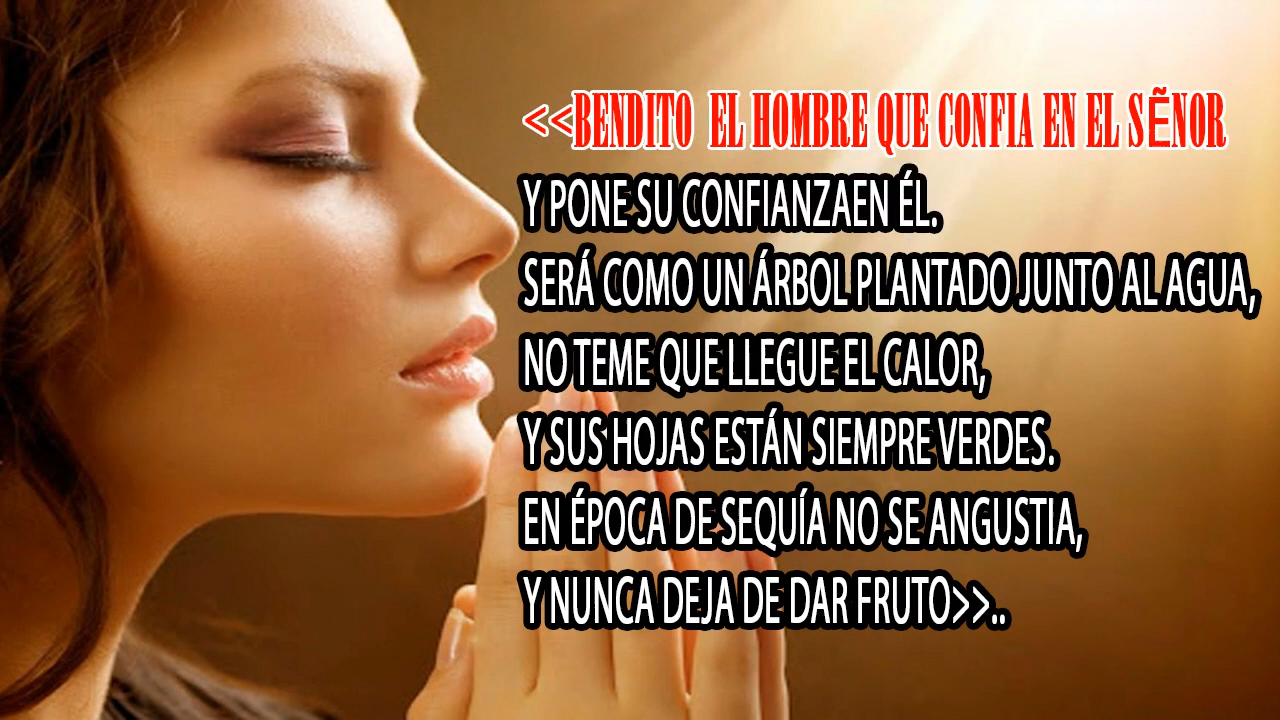 <<BENDITO EL HOMBRE QUE CONFIA EN EL SẼNOR
Y PONE SU CONFIANZAEN ÉL.
SERÁ COMO UN ÁRBOL PLANTADO JUNTO AL AGUA,
NO TEME QUE LLEGUE EL CALOR,
Y SUS HOJAS ESTÁN SIEMPRE VERDES.
EN ÉPOCA DE SEQUÍA NO SE ANGUSTIA,
Y NUNCA DEJA DE DAR FRUTO>>..